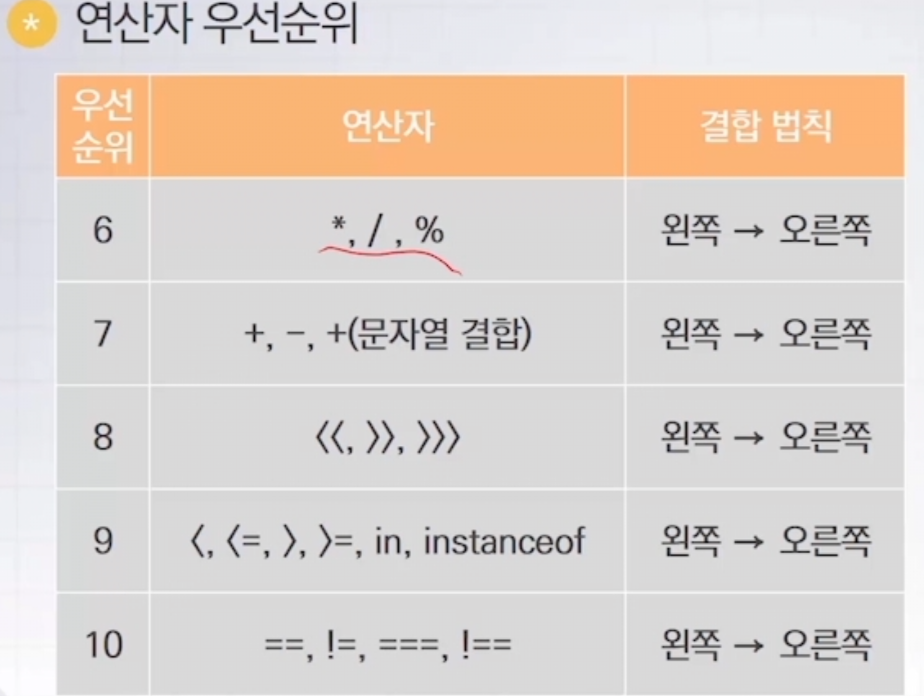 * 연산자 우선순위
우선 순위 연산자 결합 법칙
6 *, / , % 왼쪽 → 오른쪽
7 +, −, +(문자열 결합) 왼쪽 → 오른쪽
8 〈〈, 〉〉, 〉〉〉 왼쪽 → 오른쪽
9 〈, 〈=, 〉, 〉=, in, instanceof 왼쪽 → 오른쪽
10 ==, !=, ===, !== 왼쪽 → 오른쪽